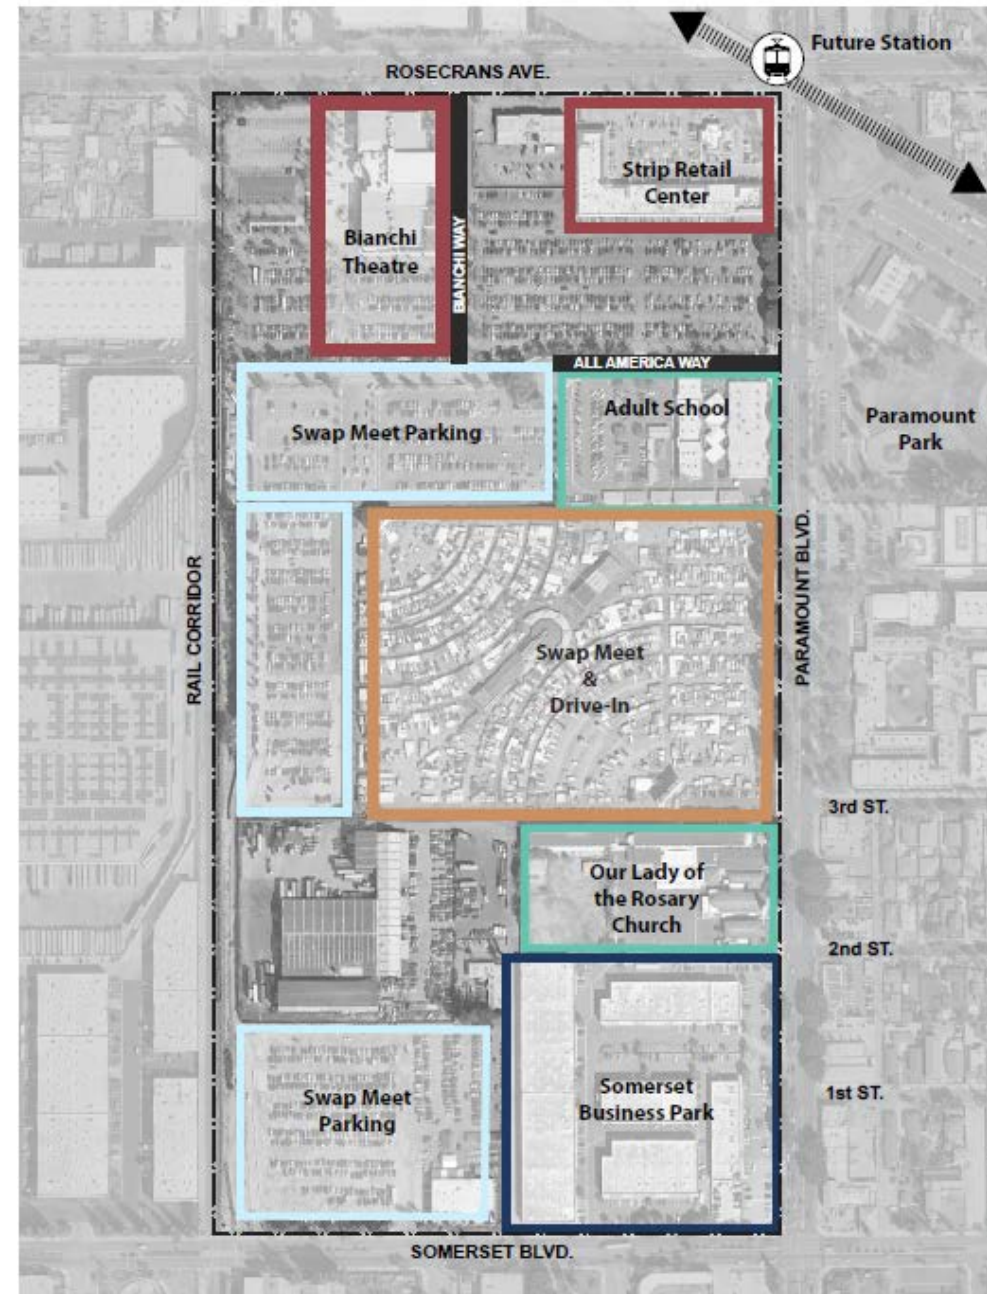 Future Station
ROSECRANS AVE.
Strip Retail
Center
Bianchi
Theatre
BIANCHI WAY
ALL AMERICA WAY
Adult School
Swap Meet Parking
Paramount
Park
RAIL CORRIDOR
PARAMOUNT BLVD.
Swap Meet
&
Drive-In
3rd ST.
Our Lady of
the Rosary
Church
2nd ST.
Somerset
Business Park
1st ST.
Swap Meet
Parking
SOMERSET BLVD.